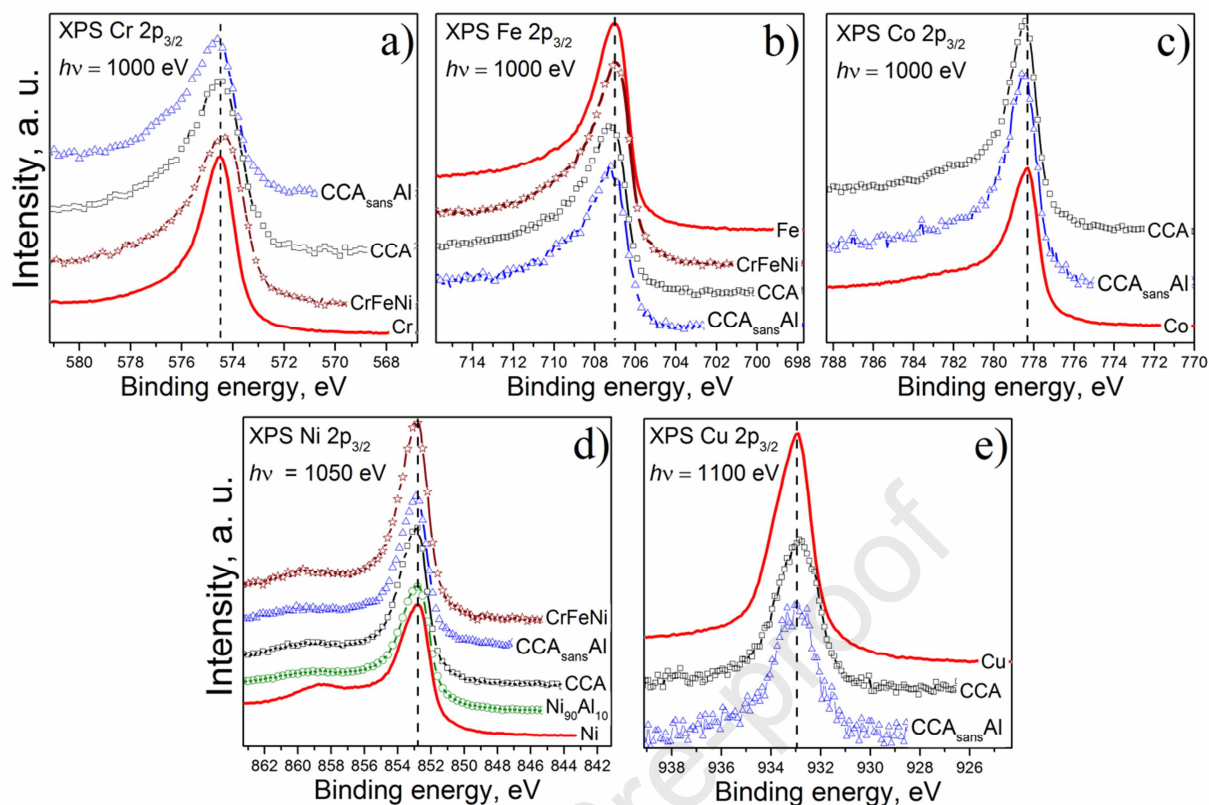 XPS Cr 2p3/2
a)
hν = 1000 eV
CCAsansAl
CCA
CrFeNi
Cr
580 578 576 574 572 570 568
Binding energy, eV
XPS Fe 2p3/2
b)
hν = 1000 eV
Fe
CrFeNi
CCA
CCAsansAl
714 712 710 708 706 704 702 700 698
Binding energy, eV
XPS Co 2p3/2
c)
hν = 1000 eV
CCA
CCAsansAl
Co
788 786 784 782 780 778 776 774 772 770
Binding energy, eV
Intensity, a. u.
XPS Ni 2p3/2
d)
hν = 1050 eV
CrFeNi
CCAsansAl
CCA
Ni90Al10
Ni
862 860 858 856 854 852 850 848 846 844 842
Binding energy, eV
Intensity, a. u.
XPS Cu 2p3/2
e)
hν = 1100 eV
Cu
CCA
CCAsansAl
938 936 934 932 930 928 926
Binding energy, eV
re-proof